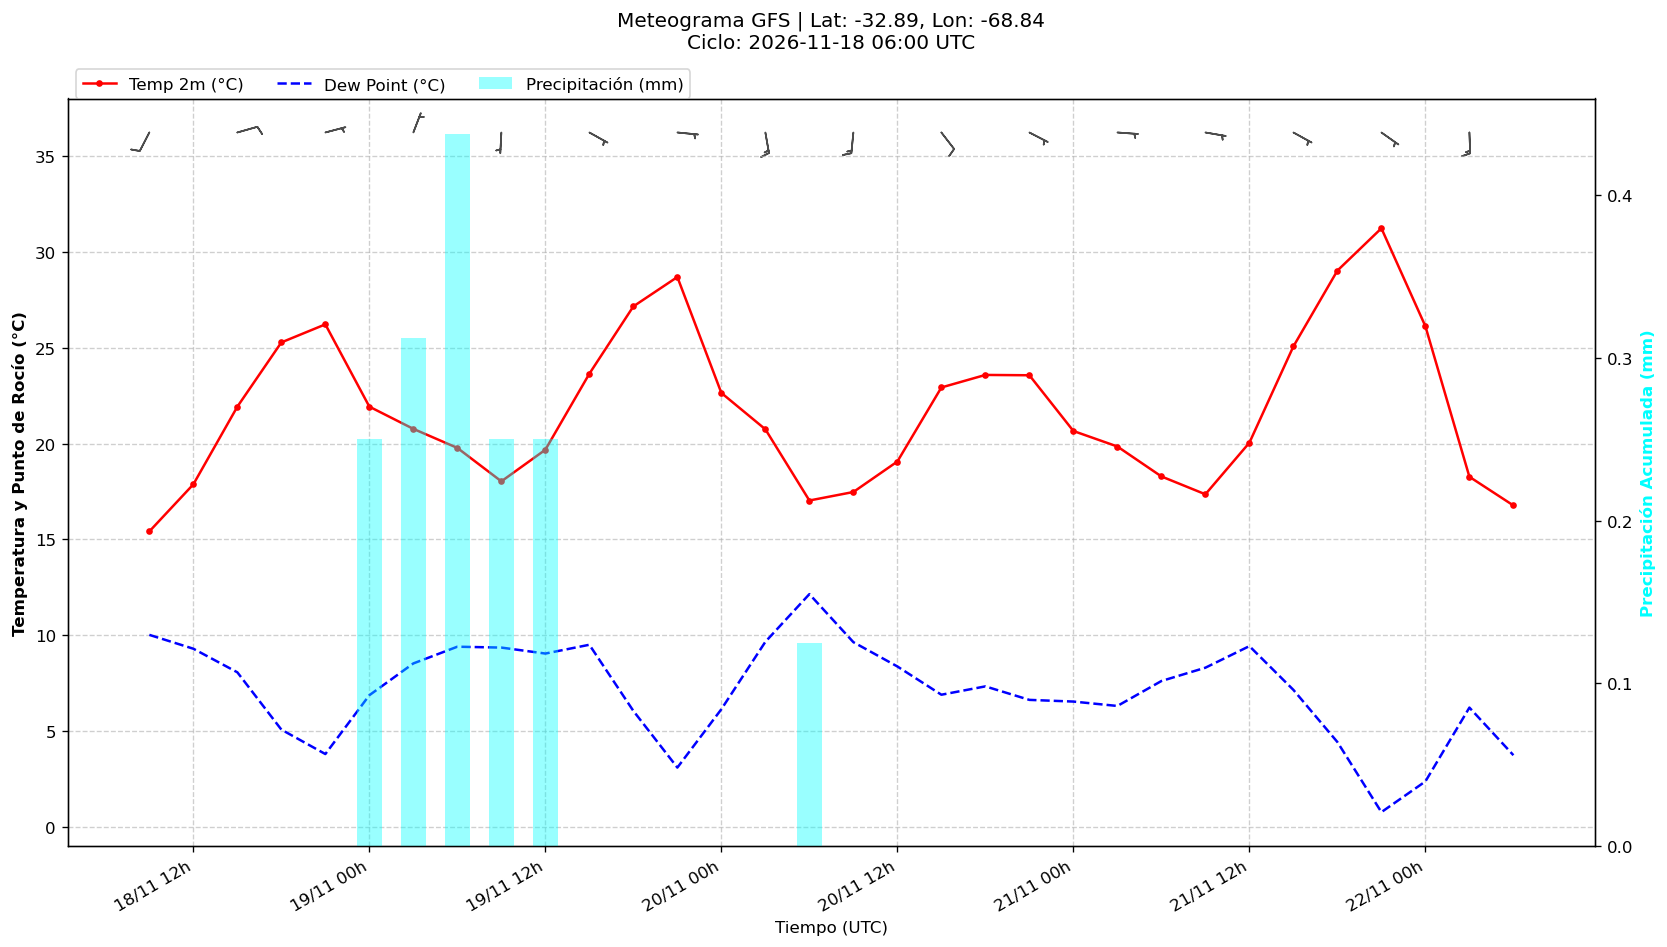 Meteograma GFS | Lat: -32.89, Lon: -68.84
Ciclo: 2026-11-18 06:00 UTC
Temp 2m (°C)
Dew Point (°C)
Precipitación (mm)
Temperatura y Punto de Rocío (°C)
35
30
25
20
15
10
5
0
0.4
0.3
0.2
0.1
0.0
Precipitación Acumulada (mm)
18/11 12h
19/11 00h
19/11 12h
20/11 00h
20/11 12h
21/11 00h
21/11 12h
22/11 00h
Tiempo (UTC)